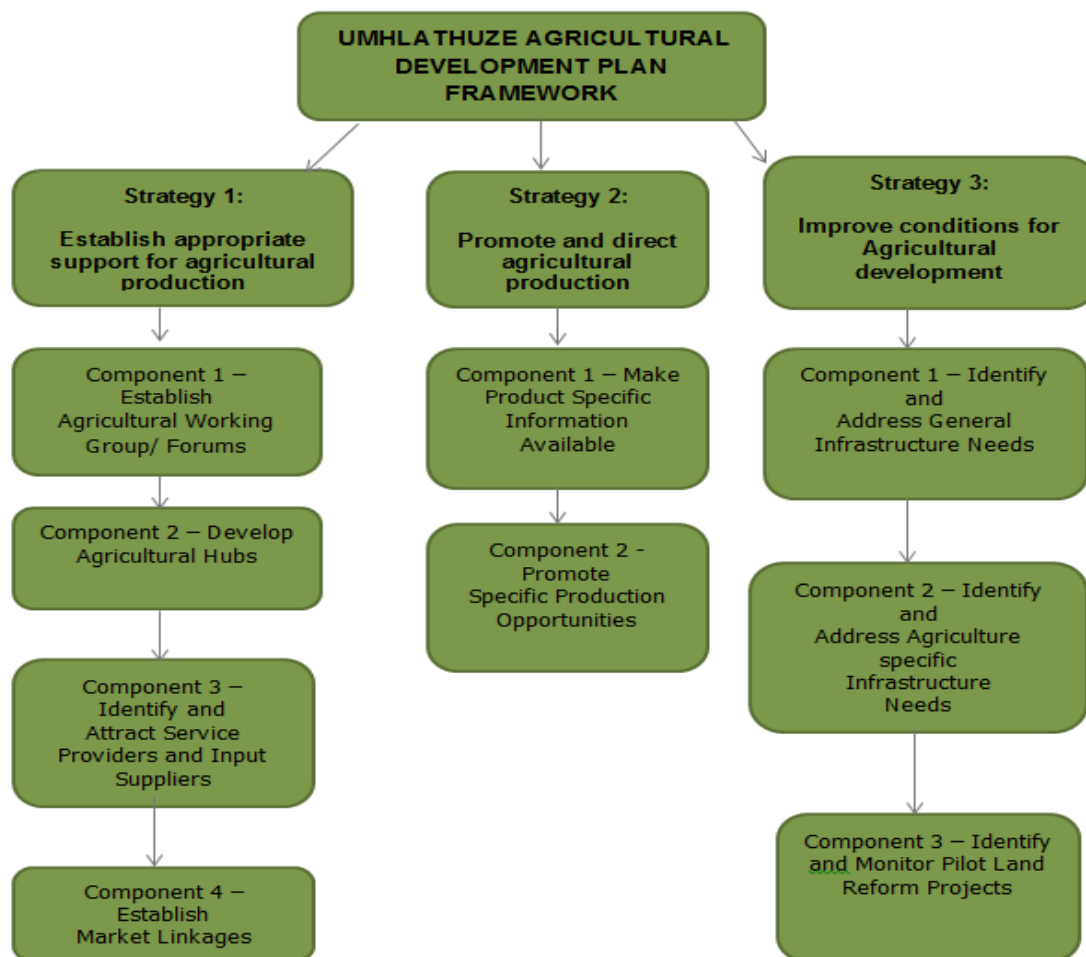 UMHLATHUZE AGRICULTURAL
DEVELOPMENT PLAN
FRAMEWORK
Strategy 1:
Establish appropriate
support for agricultural
production
Component 1 –
Establish
Agricultural Working
Group/ Forums
Component 2 – Develop
Agricultural Hubs
Component 3 –
Identify and
Attract Service
Providers and Input
Suppliers
Component 4 –
Establish
Market Linkages
Strategy 2:
Promote and direct
agricultural
production
Component 1 – Make
Product Specific
Information
Available
Component 2 -
Promote
Specific Production
Opportunities
Strategy 3:
Improve conditions for
Agricultural
development
Component 1 – Identify
and
Address General
Infrastructure Needs
Component 2 – Identify
and
Address Agriculture
specific
Infrastructure
Needs
Component 3 – Identify
and Monitor Pilot Land
Reform Projects